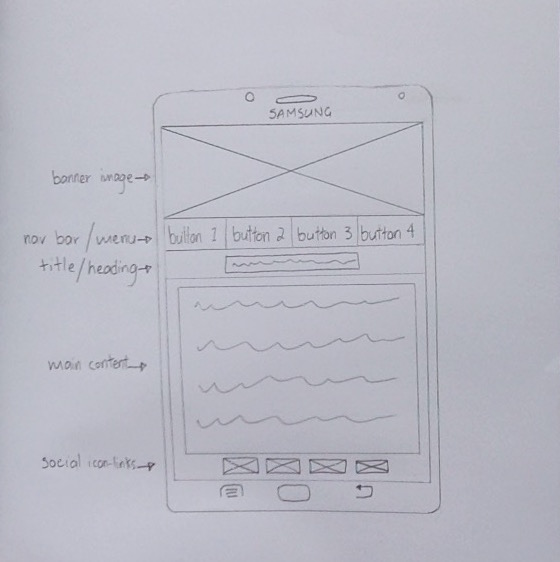 SAMSUNG
banner image
nav bar/menu
button 1 button 2 button 3 button 4
title/heading
main content
social icon-links